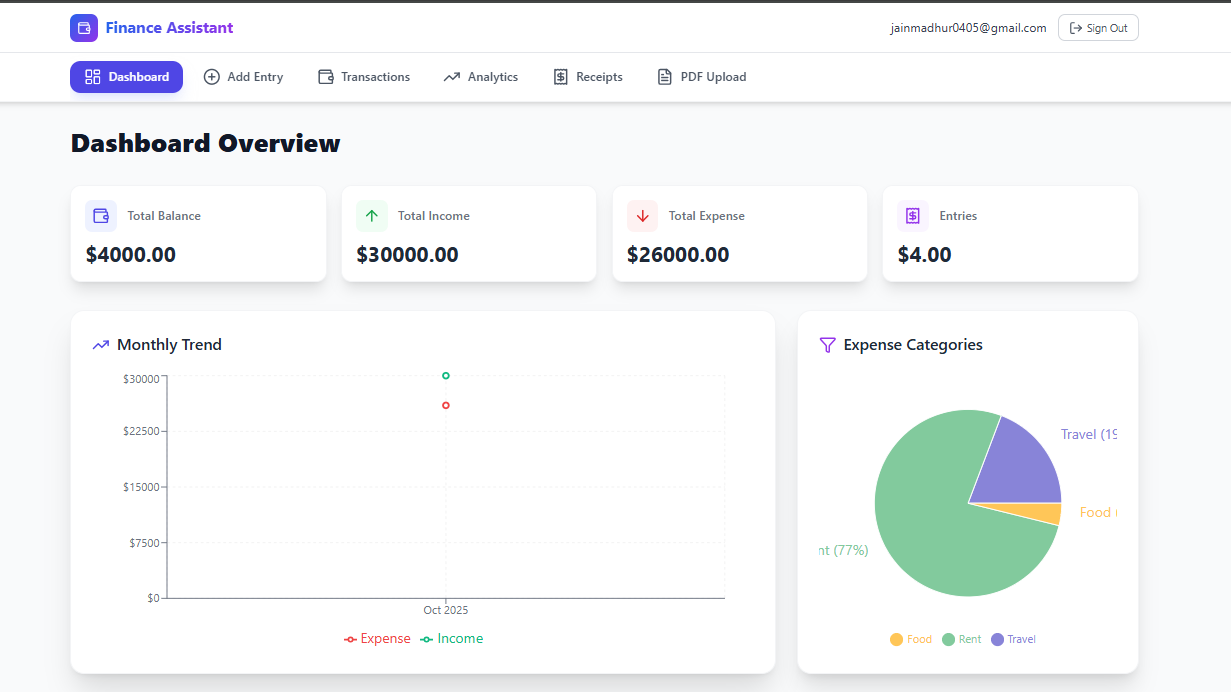 Finance Assistant
jainmadhur0405@gmail.com
Sign Out
Dashboard
Add Entry
Transactions
Analytics
Receipts
PDF Upload
Dashboard Overview
Total Balance
$4000.00
Total Income
$30000.00
Total Expense
$26000.00
Entries
$4.00
Monthly Trend
$30000
$22500
$15000
$7500
$0
Oct 2025
Expense
Income
Expense Categories
Travel (19
Food (
nt (77%)
Food
Rent
Travel